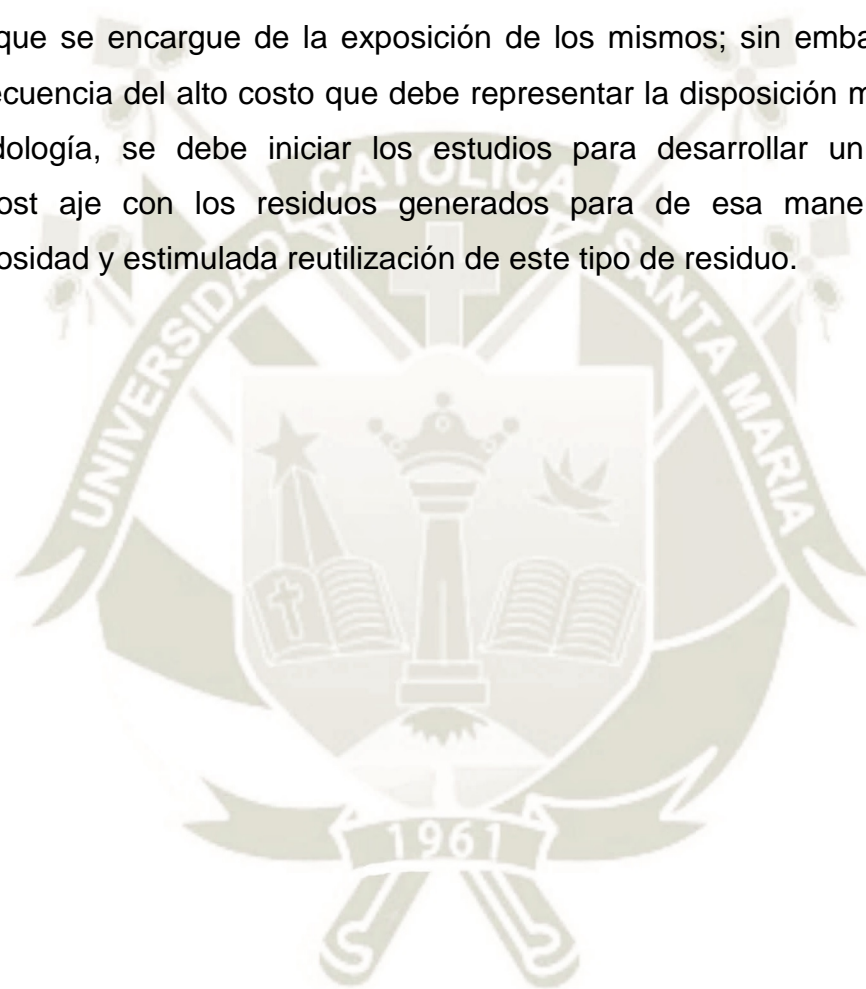 que se encargue de la exposición de los mismos; sin emba
ecuencia del alto costo que debe representar la disposición m
dología, se debe iniciar los estudios para desarrollar un
ost aje con los residuos generados para de esa mane
osidad y estimulada reutilización de este tipo de residuo.
UNIVERSIDAD CATOLICA SANTA MARIA
1961